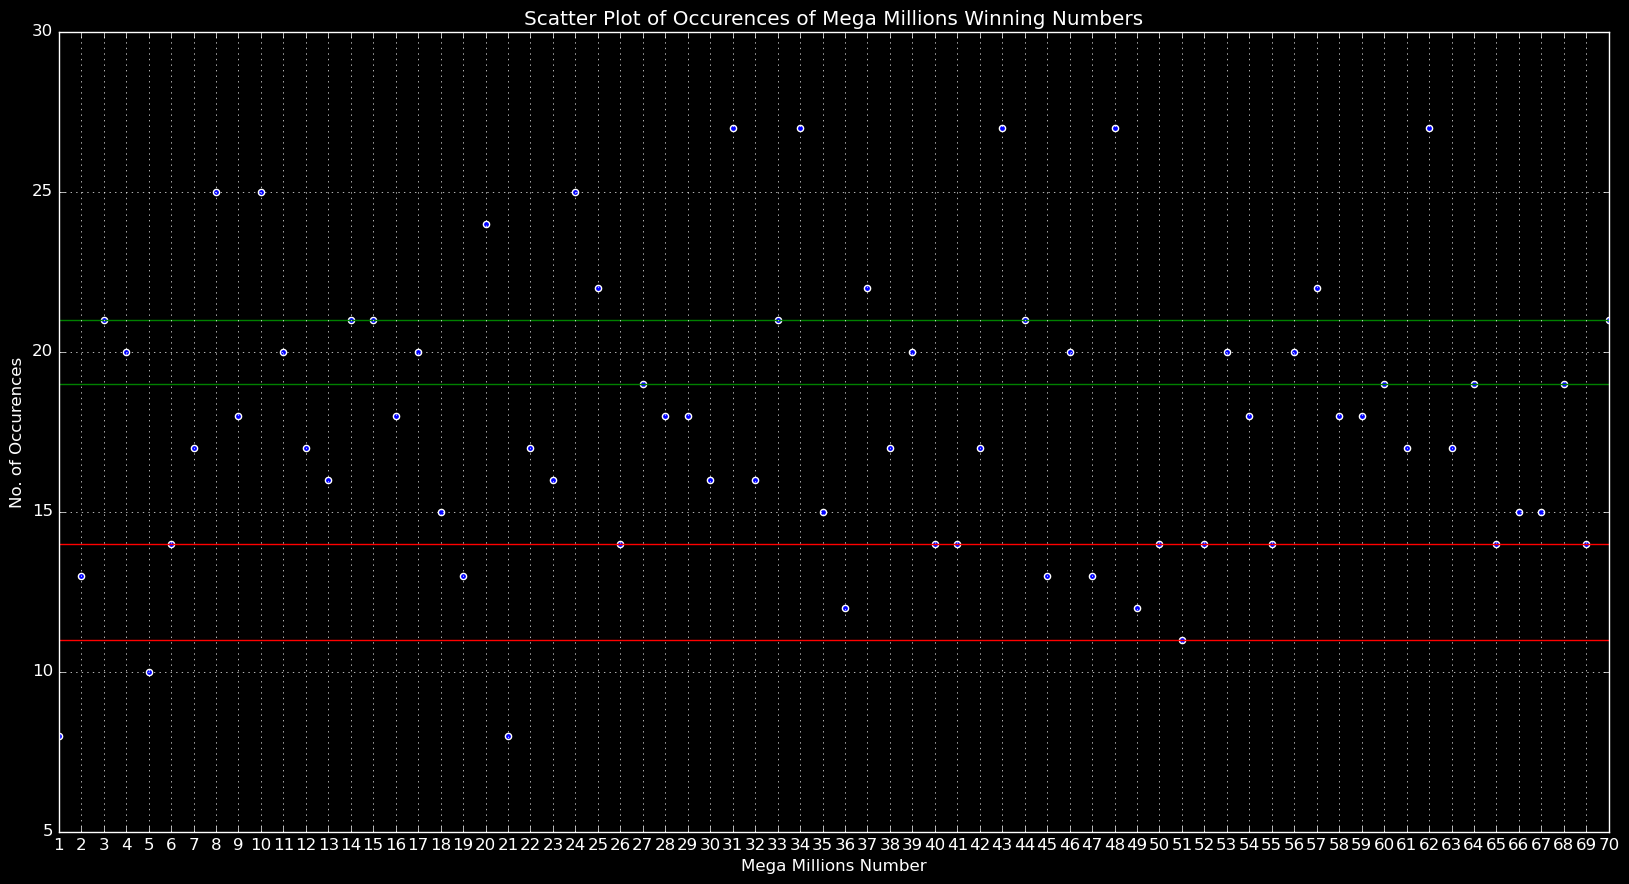 Scatter Plot of Occurences of Mega Millions Winning Numbers
30
25
20
15
10
5
No. of Occurences
1 2 3 4 5 6 7 8 9 10 11 12 13 14 15 16 17 18 19 20 21 22 23 24 25 26 27 28 29 30 31 32 33 34 35 36 37 38 39 40 41 42 43 44 45 46 47 48 49 50 51 52 53 54 55 56 57 58 59 60 61 62 63 64 65 66 67 68 69 70
Mega Millions Number